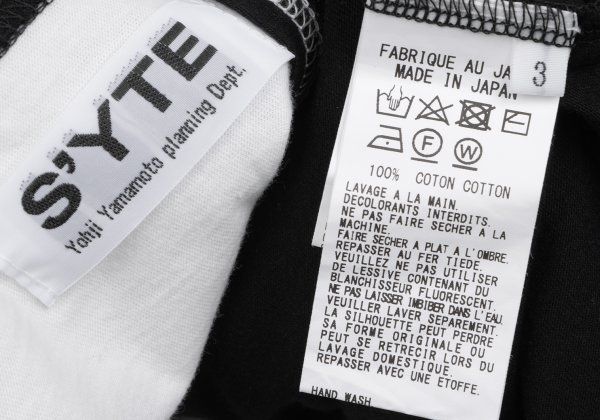 S'YTE
Yohji Yamamoto planning Dept.
FABRIQUE AU JA
MADE IN JAPAN
3
F
W
100% COTON COTTON
LAVAGE A LA MAIN.
DECOLORANTS INTERDITS.
NE PAS FAIRE SECHER A LA
MACHINE.
FAIRE SECHER A PLAT A L'OMBRE.
REPASSER AU FER TIEDE.
VEUILLEZ NE PAS UTILISER
DE LESSIVE CONTENANT DU
BLANCHISSEUR FLUORESCENT.
NE PAS LAISSER IMBIBER DANS L'EAU.
VEUILLER LAVER SEPAREMENT.
LA SILHOUETTE PEUT PERDRE
SA FORME ORIGINALE OU
PEUT SE RETRECIR LORS DU
LAVAGE DOMESTIQUE.
REPASSER AVEC UNE ÉTOFFE.
HAND WASH